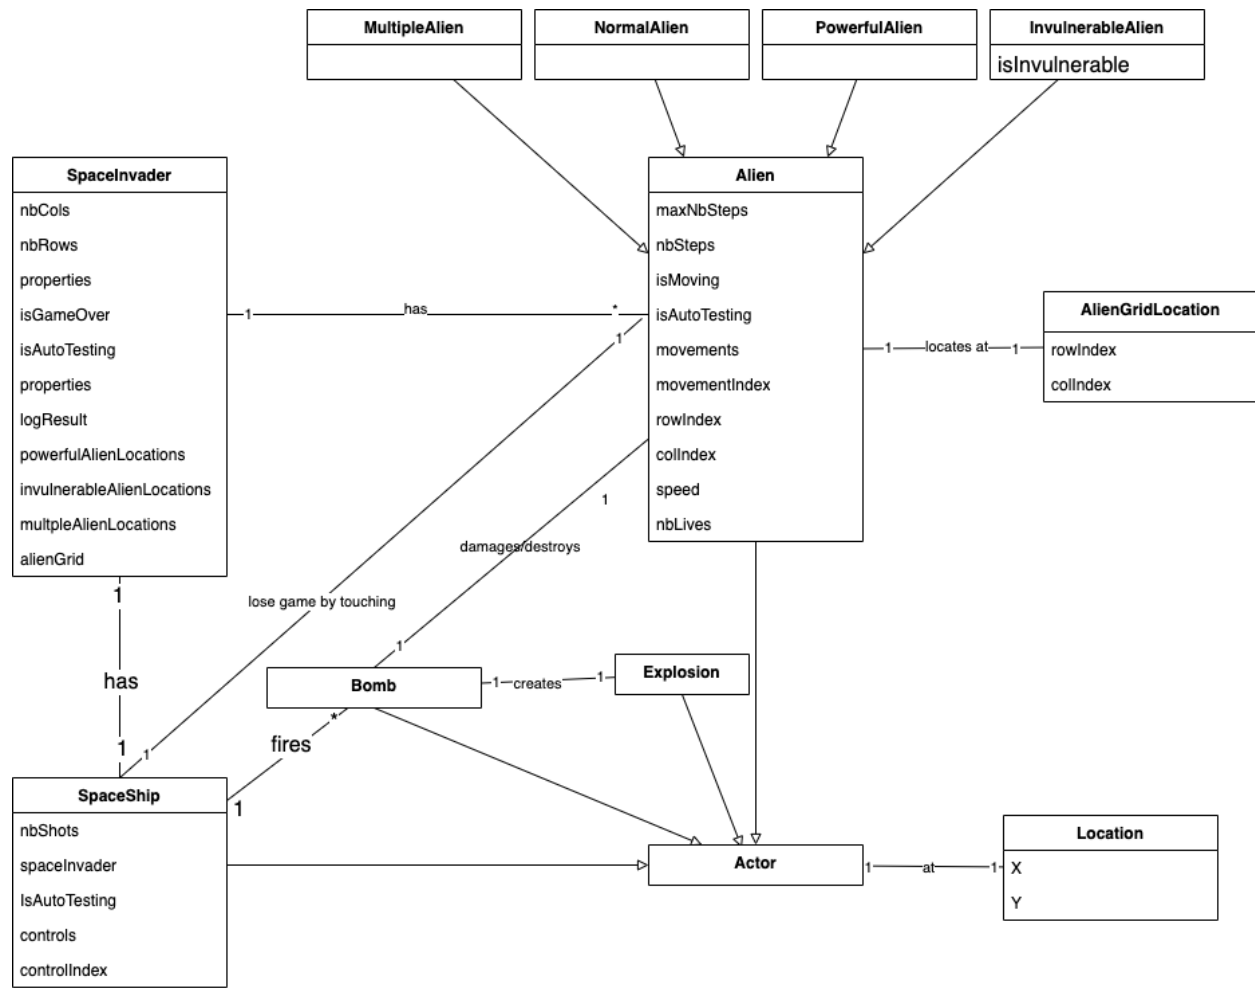 MultipleAlien
NormalAlien
PowerfulAlien
InvulnerableAlien
isInvulnerable
SpaceInvader
nbCols
nbRows
properties
isGameOver
isAutoTesting
properties
logResult
powerfulAlienLocations
invulnerableAlienLocations
multpleAlienLocations
alienGrid
Alien
maxNbSteps
nbSteps
isMoving
isAutoTesting
movements
movementIndex
rowIndex
colIndex
speed
nbLives
AlienGridLocation
rowIndex
colIndex
1 has *
1 locates at 1
1
lose game by touching
1
1
damages/destroys
1
1
has
1
Bomb
1 creates 1
Explosion
*
fires
1
SpaceShip
nbShots
spaceInvader
IsAutoTesting
controls
controlIndex
Actor
1 at 1
Location
X
Y